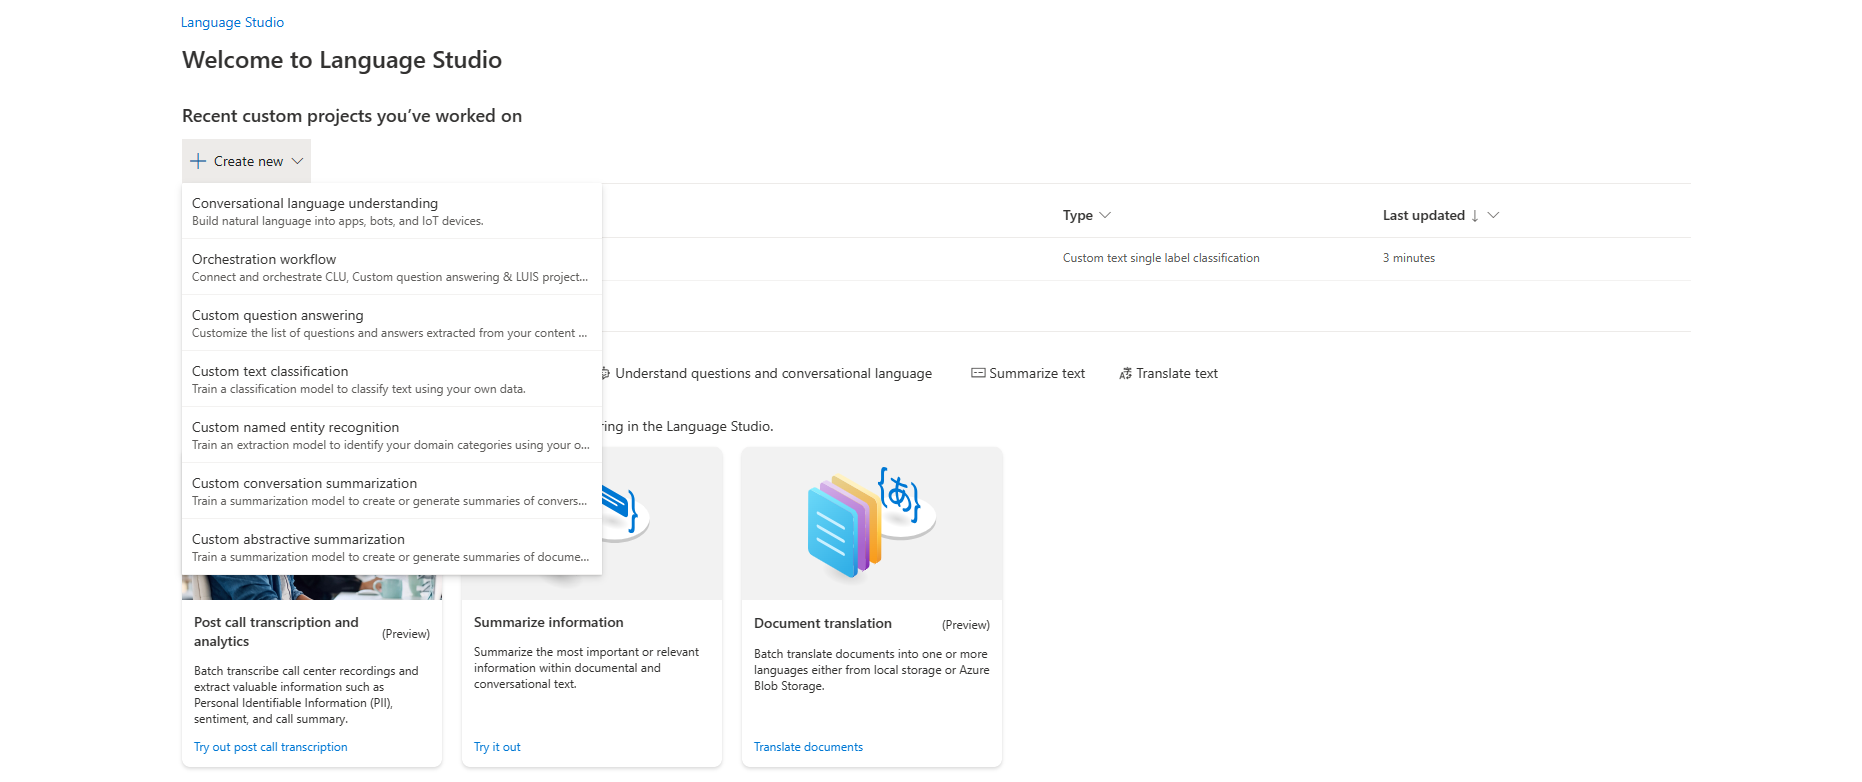 Language Studio
Welcome to Language Studio
Recent custom projects you've worked on
Create new
Conversational language understanding
Build natural language into apps, bots, and IoT devices.
Orchestration workflow
Connect and orchestrate CLU, Custom question answering & LUIS project...
Custom question answering
Customize the list of questions and answers extracted from your content ...
Custom text classification
Train a classification model to classify text using your own data.
Custom named entity recognition
Train an extraction model to identify your domain categories using your o...
Custom conversation summarization
Train a summarization model to create or generate summaries of convers...
Custom abstractive summarization
Train a summarization model to create or generate summaries of docume...
Type Last updated ↓
Custom text single label classification 3 minutes
Understand questions and conversational language Summarize text Translate text
ring in the Language Studio.
{あ}
Post call transcription and
analytics
(Preview)
Batch transcribe call center recordings and
extract valuable information such as
Personal Identifiable Information (PII),
sentiment, and call summary.
Try out post call transcription
Summarize information
Summarize the most important or relevant
information within documental and
conversational text.
Try it out
Document translation (Preview)
Batch translate documents into one or more
languages either from local storage or Azure
Blob Storage.
Translate documents